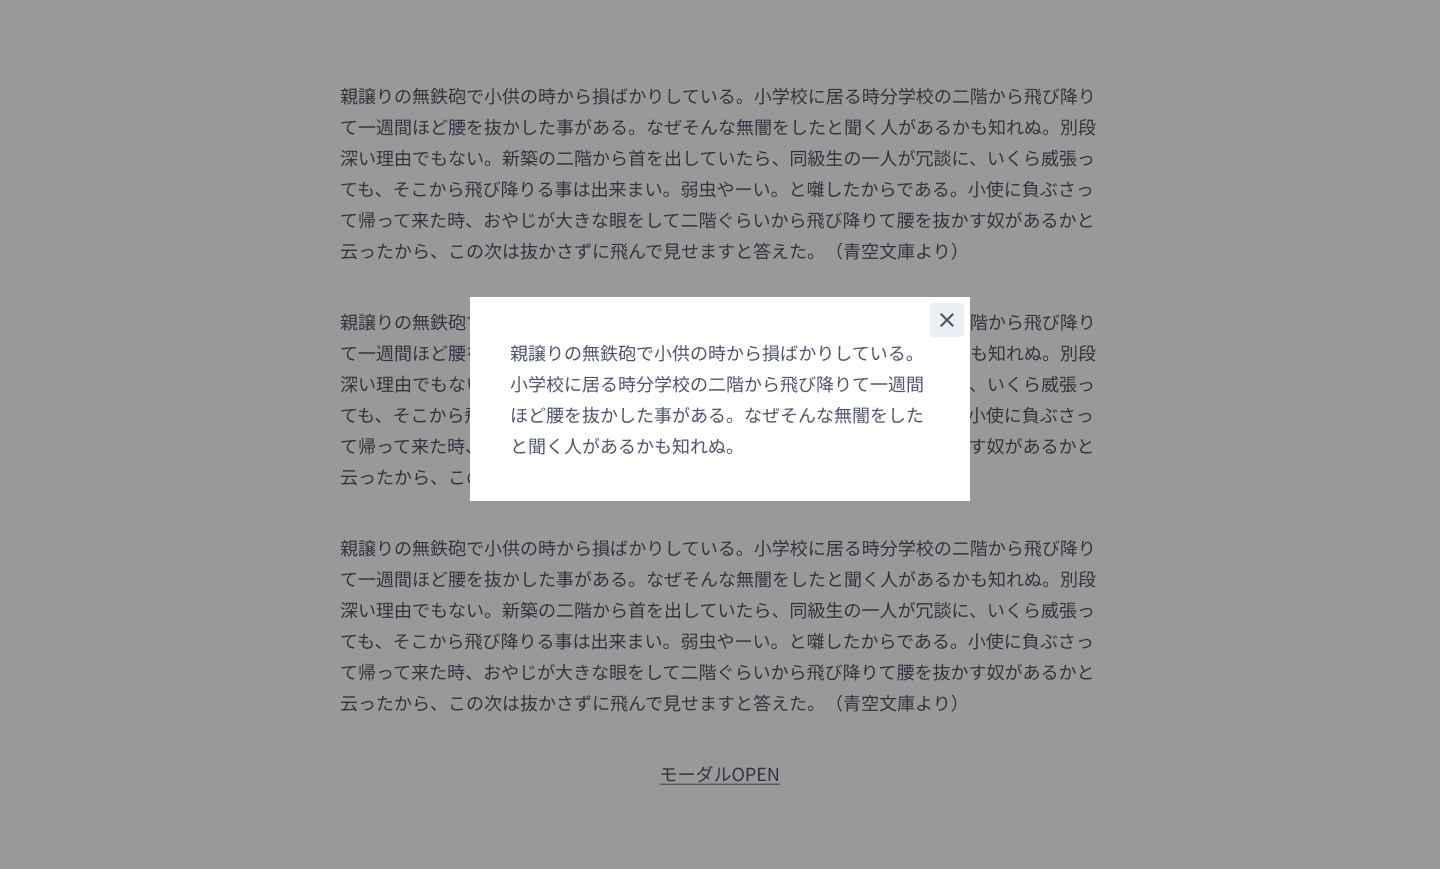 親譲りの無鉄砲で小供の時から損ばかりしている。小学校に居る時分学校の二階から飛び降り
て一週間ほど腰を抜かした事がある。なぜそんな無闇をしたと聞く人があるかも知れぬ。別段
深い理由でもない。新築の二階から首を出していたら、同級生の一人が冗談に、いくら威張っ
ても、そこから飛び降りる事は出来まい。弱虫やーい。と囃したからである。小使に負ぶさっ
て帰って来た時、おやじが大きな眼をして二階ぐらいから飛び降りて腰を抜かす奴があるかと
云ったから、この次は抜かさずに飛んで見せますと答えた。（青空文庫より）
親譲りの無鉄砲
階から飛び降り
て一週間ほど腰
も知れぬ。別段
深い理由でもな
、いくら威張っ
ても、そこから
小使に負ぶさっ
て帰って来た時、
す奴があるかと
云ったから、こ
親譲りの無鉄砲で小供の時から損ばかりしている。
小学校に居る時分学校の二階から飛び降りて一週間
ほど腰を抜かした事がある。なぜそんな無闇をした
と聞く人があるかも知れぬ。
親譲りの無鉄砲で小供の時から損ばかりしている。小学校に居る時分学校の二階から飛び降り
て一週間ほど腰を抜かした事がある。なぜそんな無闇をしたと聞く人があるかも知れぬ。別段
深い理由でもない。新築の二階から首を出していたら、同級生の一人が冗談に、いくら威張っ
ても、そこから飛び降りる事は出来まい。弱虫やーい。と囃したからである。小使に負ぶさっ
て帰って来た時、おやじが大きな眼をして二階ぐらいから飛び降りて腰を抜かす奴があるかと
云ったから、この次は抜かさずに飛んで見せますと答えた。（青空文庫より）
モーダルOPEN